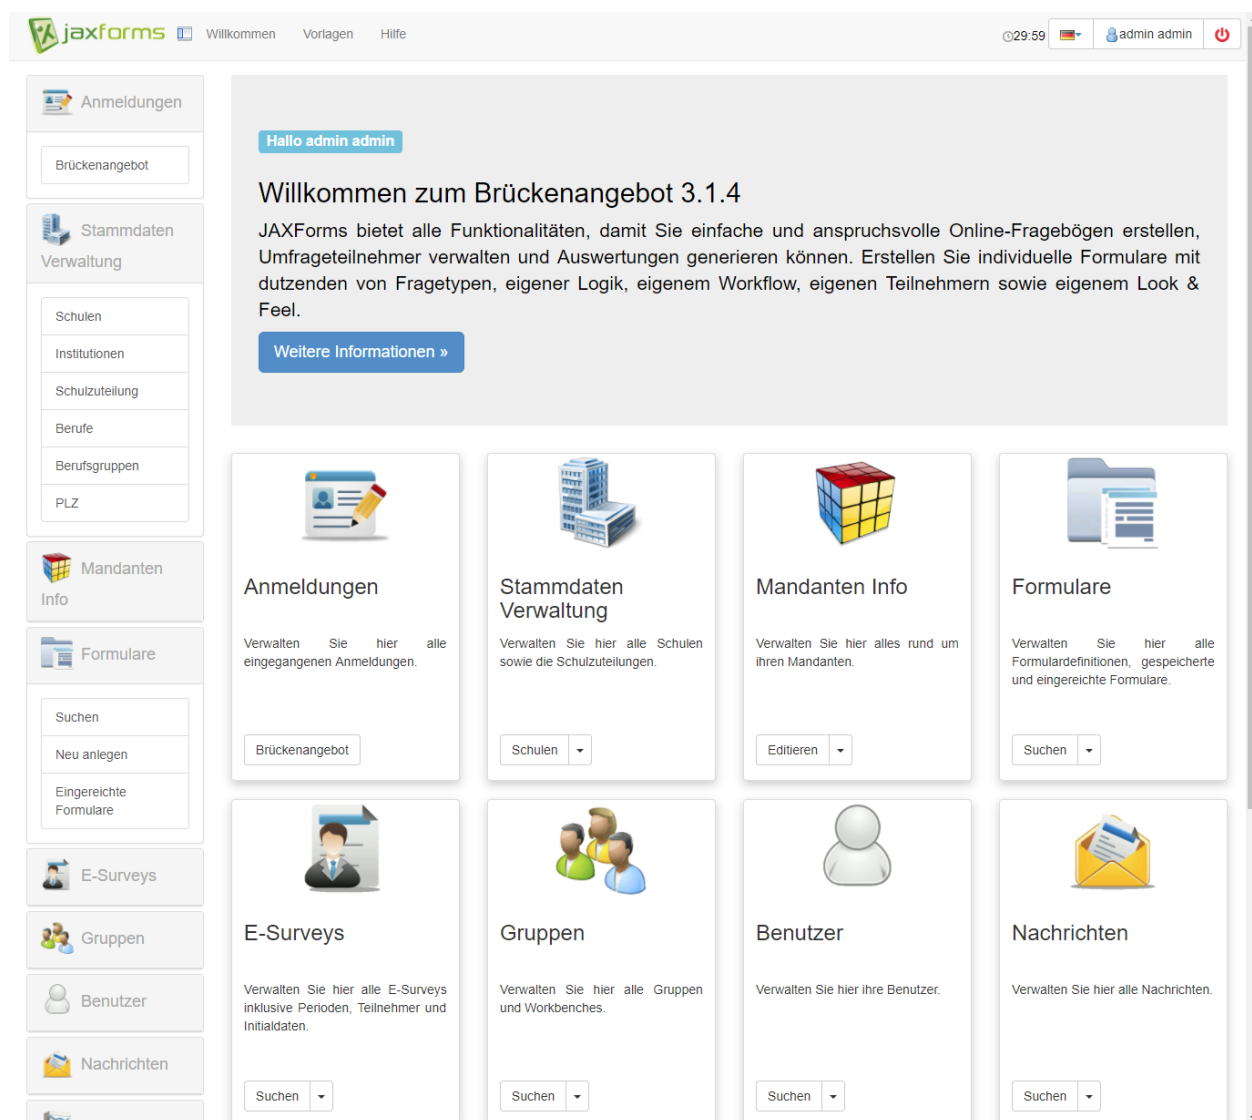 jaxforms
Willkommen Vorlagen Hilfe
29:59
admin admin
Anmeldungen
Brückenangebot
Stammdaten
Verwaltung
Schulen
Institutionen
Schulzuteilung
Berufe
Berufsgruppen
PLZ
Mandanten
Info
Formulare
Suchen
Neu anlegen
Eingereichte
Formulare
E-Surveys
Gruppen
Benutzer
Nachrichten
Hallo admin admin
Willkommen zum Brückenangebot 3.1.4
JAXForms bietet alle Funktionalitäten, damit Sie einfache und anspruchsvolle Online-Fragebögen erstellen,
Umfrageteilnehmer verwalten und Auswertungen generieren können. Erstellen Sie individuelle Formulare mit
dutzenden von Fragetypen, eigener Logik, eigenem Workflow, eigenen Teilnehmern sowie eigenem Look &
Feel.
Weitere Informationen »
Anmeldungen
Verwalten Sie hier alle
eingegangenen Anmeldungen.
Brückenangebot
Stammdaten
Verwaltung
Verwalten Sie hier alle Schulen
sowie die Schulzuteilungen.
Schulen
Mandanten Info
Verwalten Sie hier alles rund um
ihren Mandanten.
Editieren
Formulare
Verwalten Sie hier alle
Formulardefinitionen, gespeicherte
und eingereichte Formulare.
Suchen
E-Surveys
Verwalten Sie hier alle E-Surveys
inklusive Perioden, Teilnehmer und
Initialdaten.
Suchen
Gruppen
Verwalten Sie hier alle Gruppen
und Workbenches.
Suchen
Benutzer
Verwalten Sie hier ihre Benutzer.
Suchen
Nachrichten
Verwalten Sie hier alle Nachrichten.
Suchen